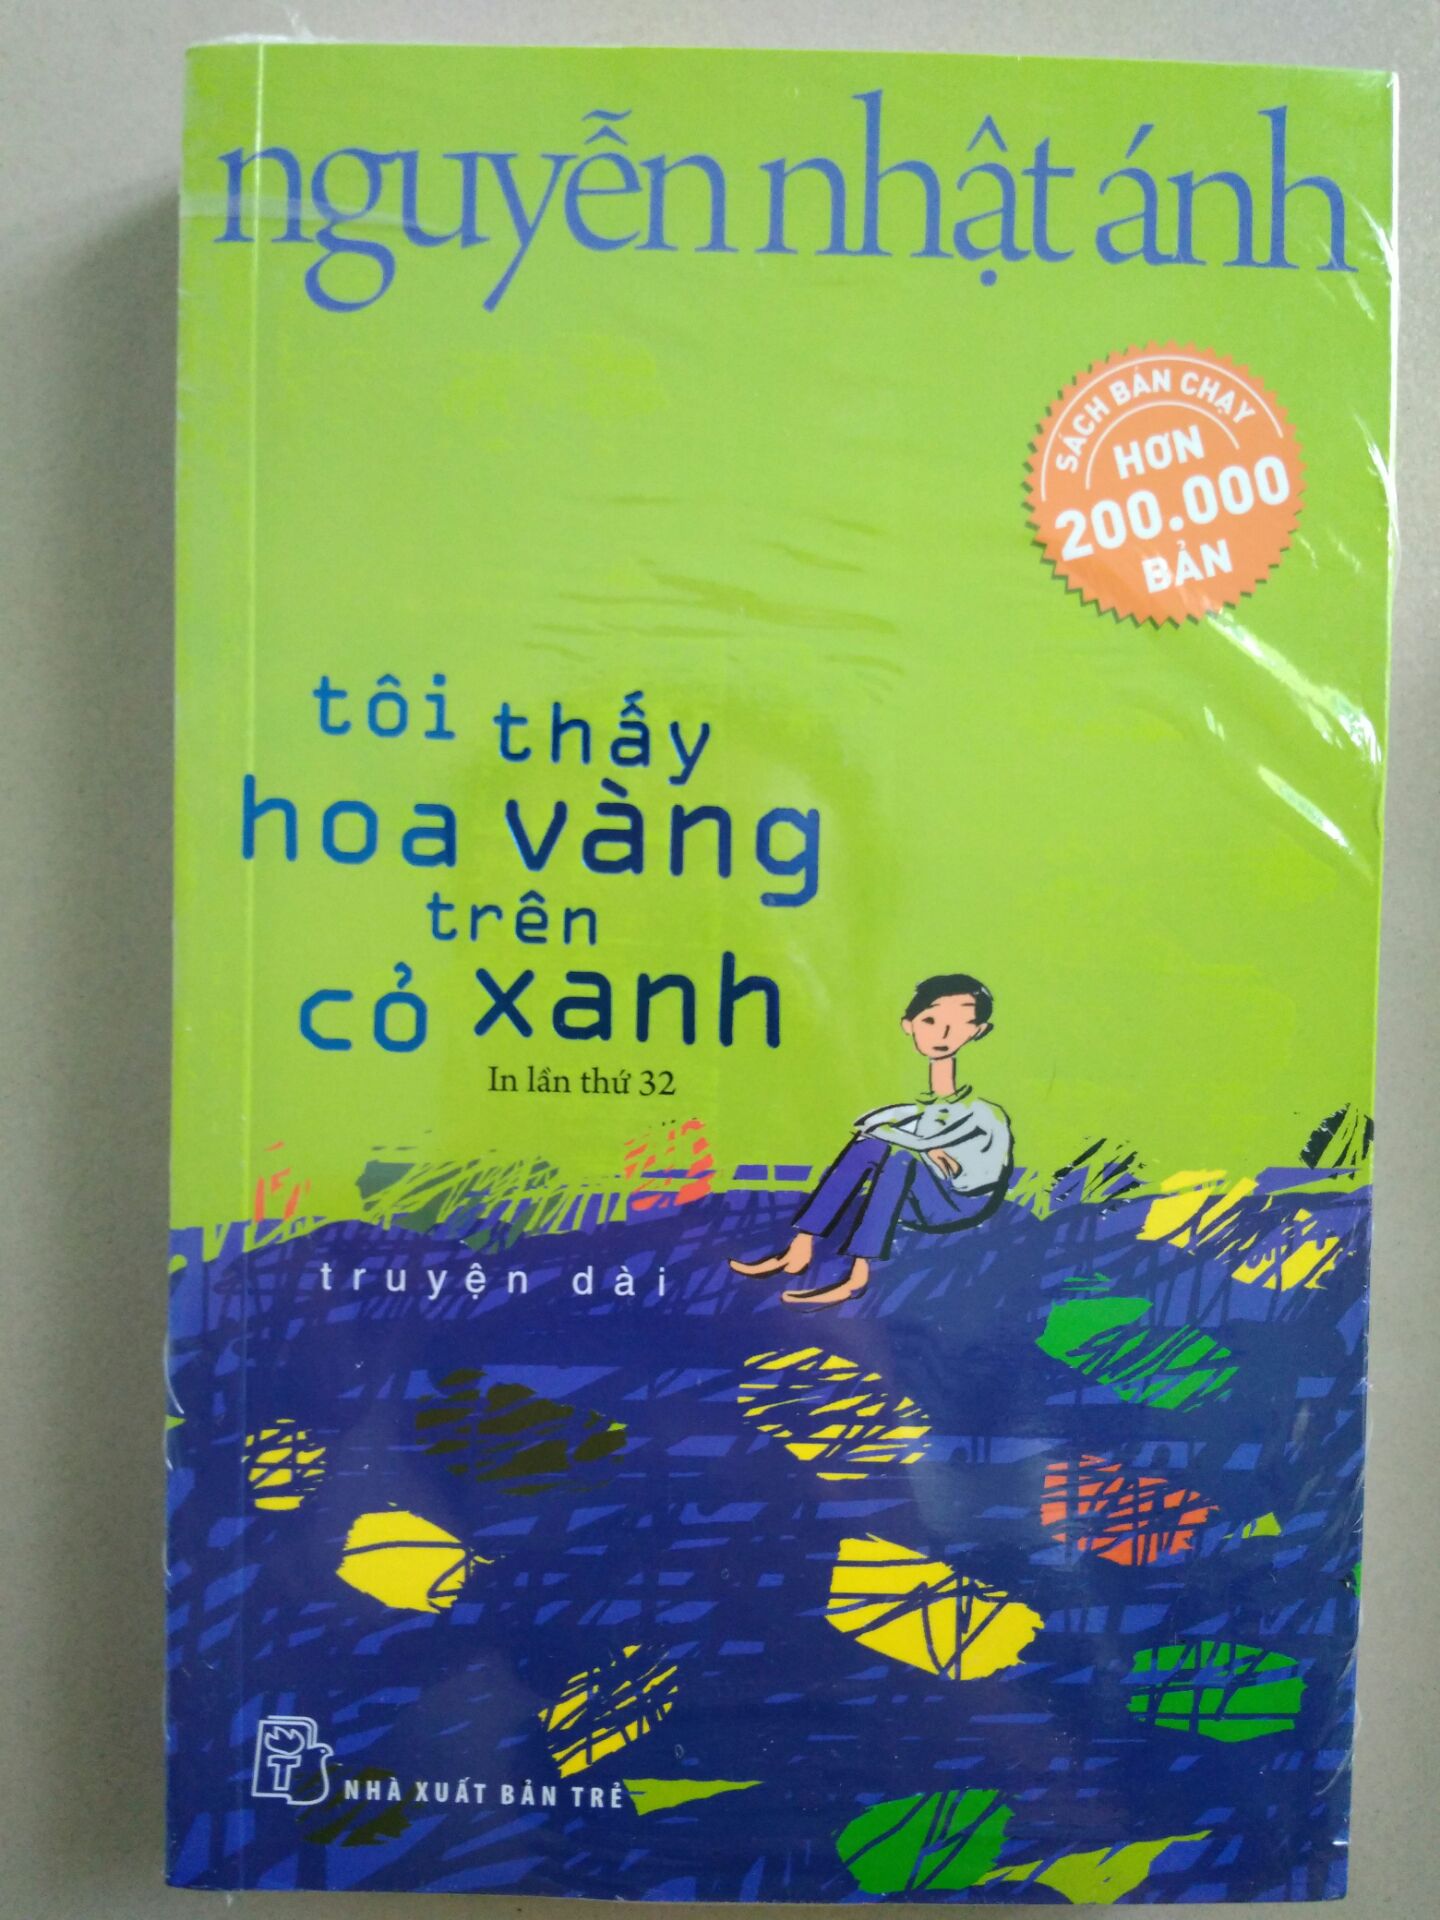 nguyễn nhật ánh
SÁCH BÁN CHẠY
HƠN
200.000
BẢN
tôi thấy
hoa vàng
trên
cỏ xanh
In lần thứ 32
truyện dài
NHÀ XUẤT BẢN TRẺ